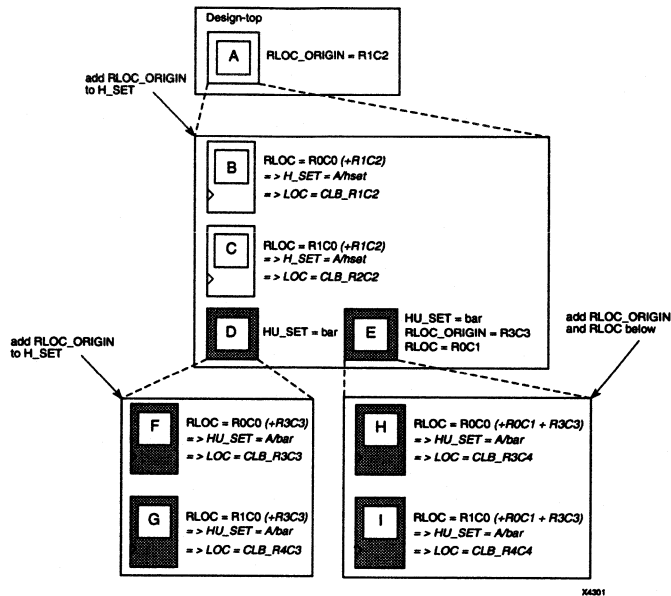 Design-top
A
RLOC_ORIGIN = R1C2
add RLOC_ORIGIN
to H_SET
B
RLOC = R0C0 (+R1C2)
= > H_SET = A/hset
= > LOC = CLB_R1C2
C
RLOC = R1C0 (+R1C2)
= > H_SET = A/hset
= > LOC = CLB_R2C2
D
HU_SET = bar
E
HU_SET = bar
RLOC_ORIGIN = R3C3
RLOC = R0C1
add RLOC_ORIGIN
and RLOC below
add RLOC_ORIGIN
to H_SET
F
RLOC = R0C0 (+R3C3)
= > HU_SET = A/bar
= > LOC = CLB_R3C3
G
RLOC = R1C0 (+R3C3)
= > HU_SET = A/bar
= > LOC = CLB_R4C3
H
RLOC = R0C0 (+R0C1 + R3C3)
= > HU_SET = A/bar
= > LOC = CLB_R3C4
I
RLOC = R1C0 (+R0C1 + R3C3)
= > HU_SET = A/bar
= > LOC = CLB_R4C4
X4301